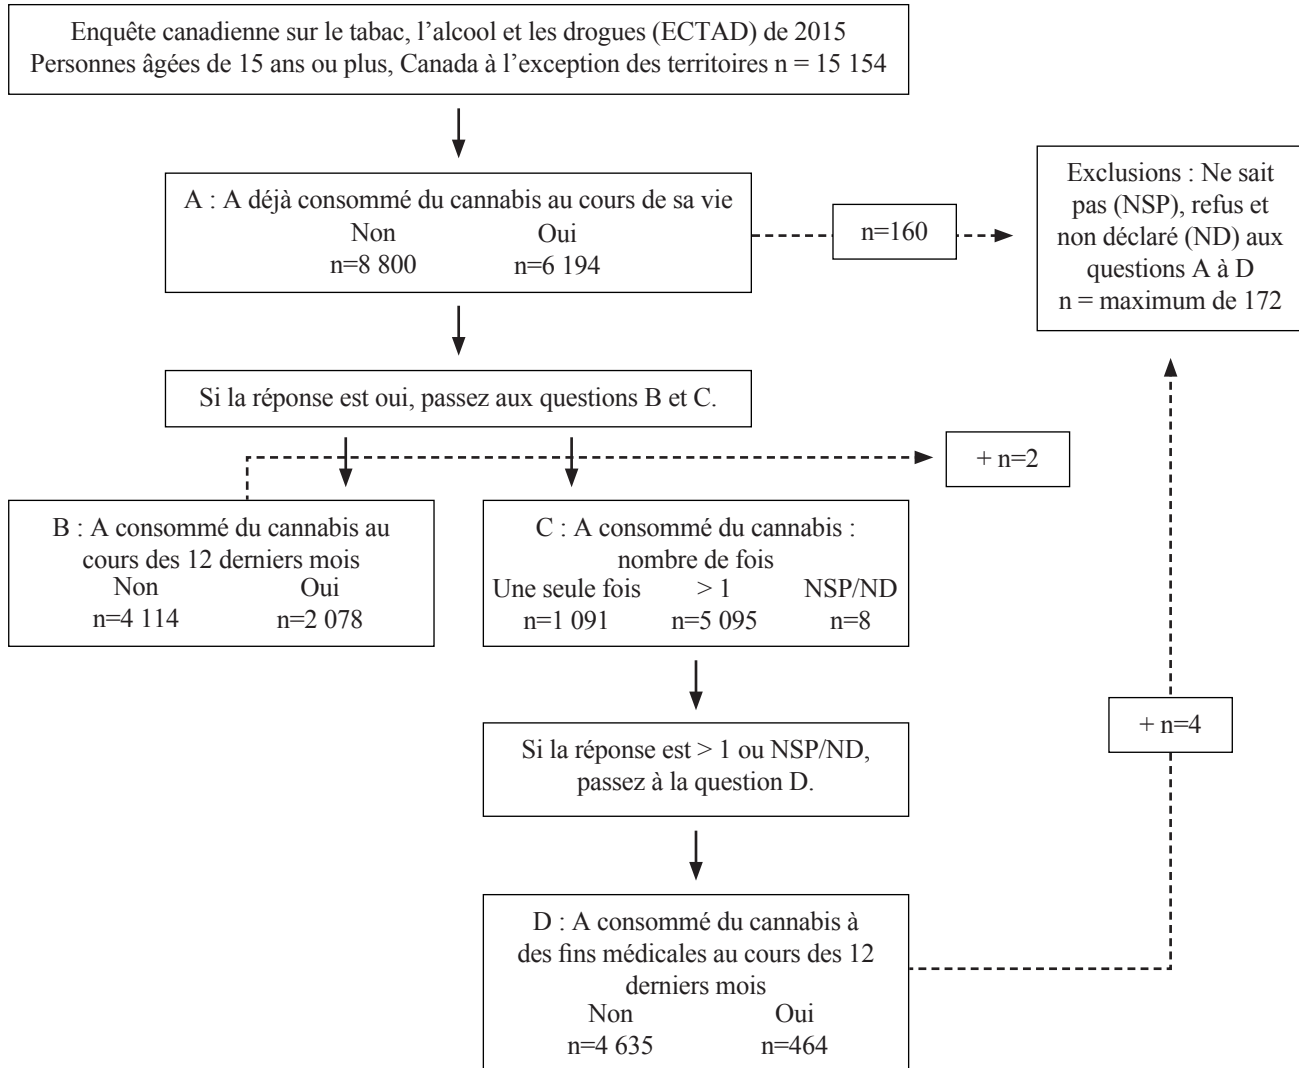 Enquête canadienne sur le tabac, l’alcool et les drogues (ECTAD) de 2015
Personnes âgées de 15 ans ou plus, Canada à l’exception des territoires n = 15 154
A : A déjà consommé du cannabis au cours de sa vie
Non Oui
n=8 800 n=6 194
n=160
Exclusions : Ne sait
pas (NSP), refus et
non déclaré (ND) aux
questions A à D
n = maximum de 172
Si la réponse est oui, passez aux questions B et C.
+ n=2
B : A consommé du cannabis au
cours des 12 derniers mois
Non Oui
n=4 114 n=2 078
C : A consommé du cannabis :
nombre de fois
Une seule fois > 1 NSP/ND
n=1 091 n=5 095 n=8
Si la réponse est > 1 ou NSP/ND,
passez à la question D.
+ n=4
D : A consommé du cannabis à
des fins médicales au cours des 12
derniers mois
Non Oui
n=4 635 n=464